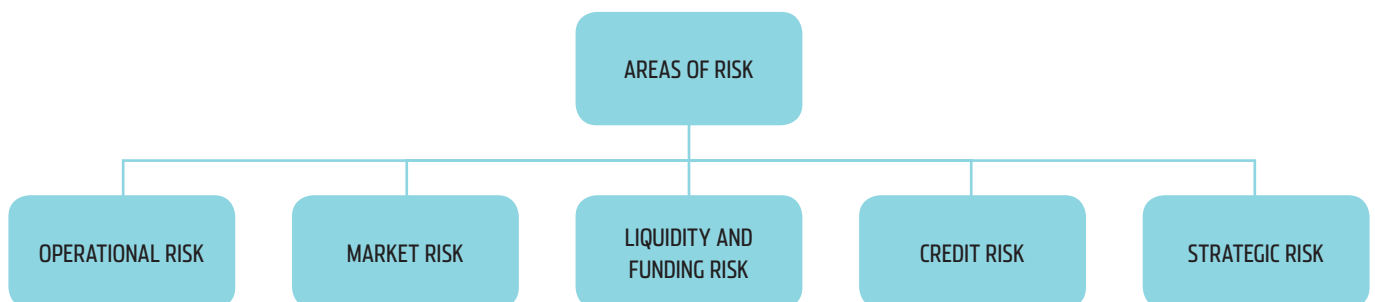 AREAS OF RISK
OPERATIONAL RISK
MARKET RISK
LIQUIDITY AND
FUNDING RISK
CREDIT RISK
STRATEGIC RISK